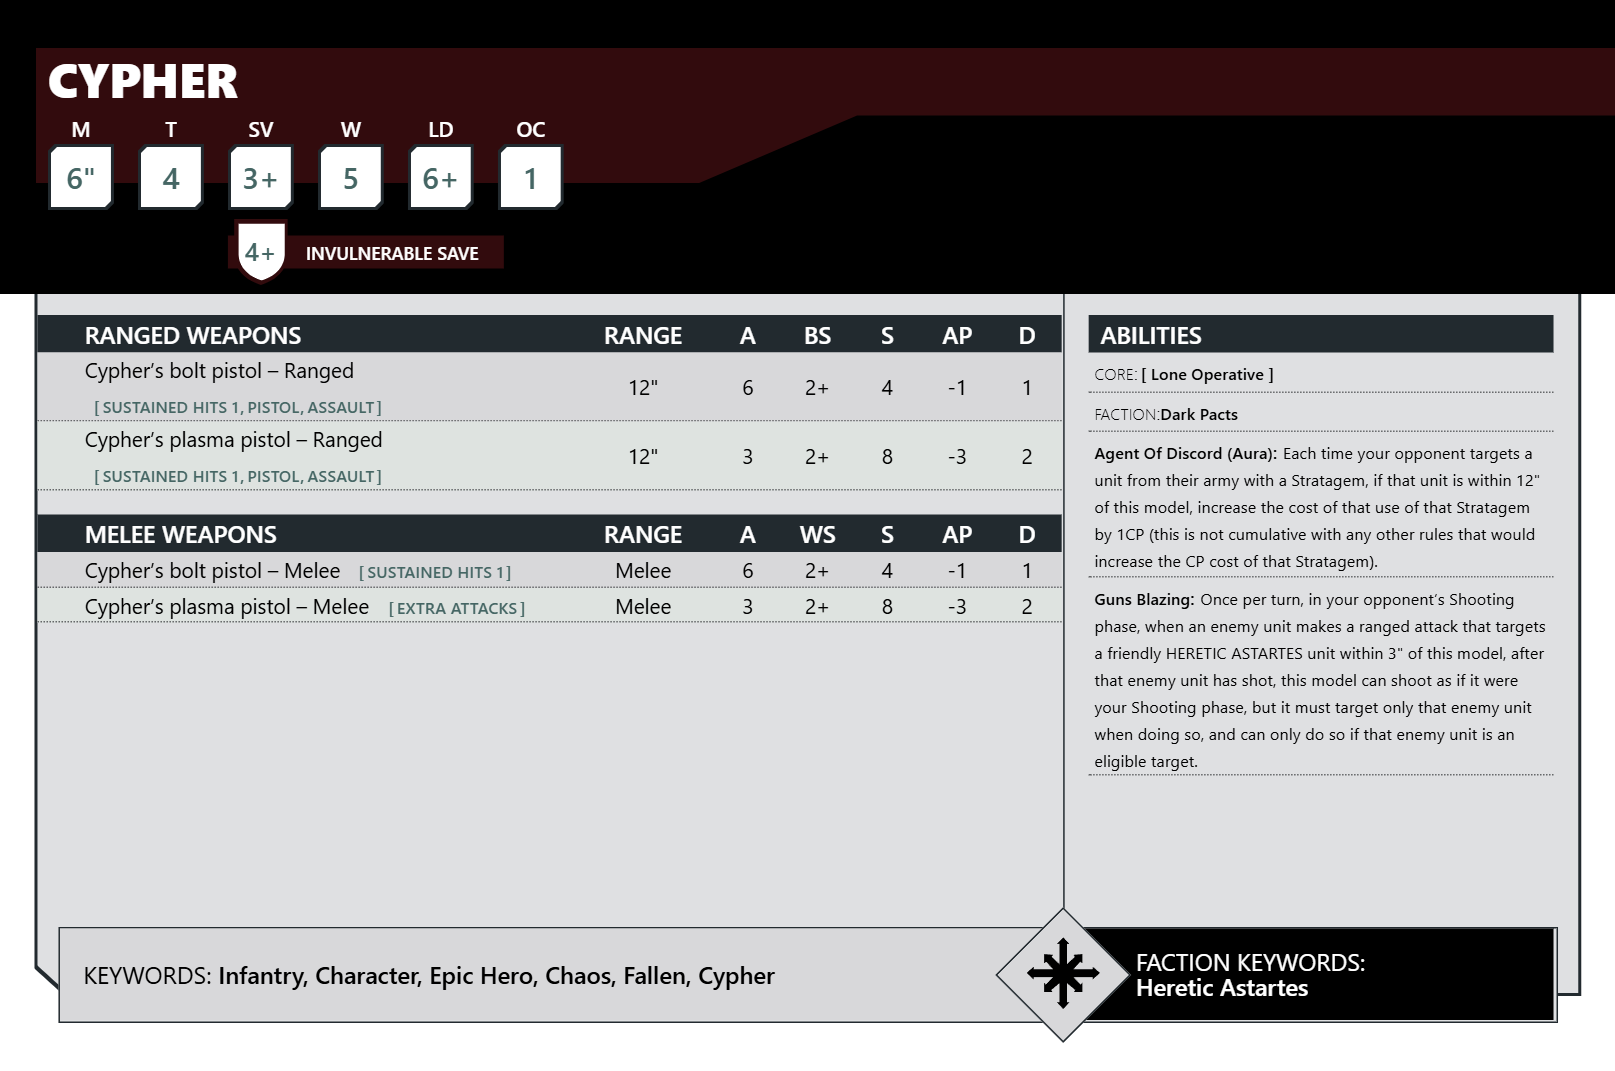 CYPHER
M T SV W LD OC
6" 4 3+ 5 6+ 1
4+ INVULNERABLE SAVE
RANGED WEAPONS RANGE A BS S AP D
Cypher's bolt pistol – Ranged 12" 6 2+ 4 -1 1
[ SUSTAINED HITS 1, PISTOL, ASSAULT ]
Cypher's plasma pistol – Ranged 12" 3 2+ 8 -3 2
[ SUSTAINED HITS 1, PISTOL, ASSAULT ]
MELEE WEAPONS RANGE A WS S AP D
Cypher's bolt pistol – Melee [ SUSTAINED HITS 1 ] Melee 6 2+ 4 -1 1
Cypher's plasma pistol – Melee [ EXTRA ATTACKS ] Melee 3 2+ 8 -3 2
ABILITIES
CORE: [ Lone Operative ]
FACTION:Dark Pacts
Agent Of Discord (Aura): Each time your opponent targets a
unit from their army with a Stratagem, if that unit is within 12"
of this model, increase the cost of that use of that Stratagem
by 1CP (this is not cumulative with any other rules that would
increase the CP cost of that Stratagem).
Guns Blazing: Once per turn, in your opponent's Shooting
phase, when an enemy unit makes a ranged attack that targets
a friendly HERETIC ASTARTES unit within 3" of this model, after
that enemy unit has shot, this model can shoot as if it were
your Shooting phase, but it must target only that enemy unit
when doing so, and can only do so if that enemy unit is an
eligible target.
KEYWORDS: Infantry, Character, Epic Hero, Chaos, Fallen, Cypher
FACTION KEYWORDS:
Heretic Astartes